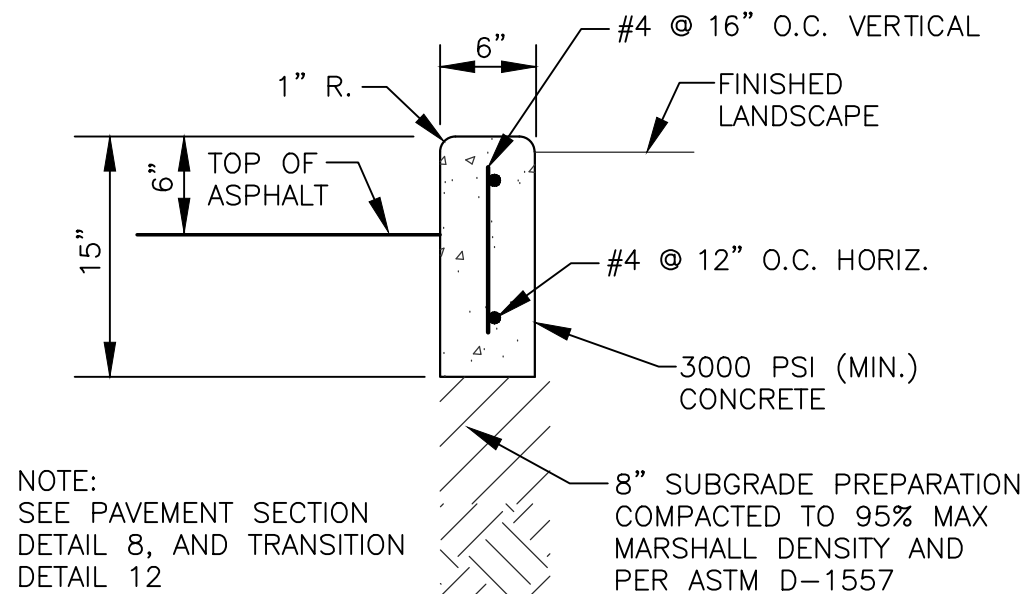 #4 @ 16" O.C. VERTICAL
6"
1" R.
FINISHED
LANDSCAPE
6"
TOP OF
ASPHALT
15"
#4 @ 12" O.C. HORIZ.
3000 PSI (MIN.)
CONCRETE
NOTE:
SEE PAVEMENT SECTION
DETAIL 8, AND TRANSITION
DETAIL 12
8" SUBGRADE PREPARATION
COMPACTED TO 95% MAX
MARSHALL DENSITY AND
PER ASTM D-1557